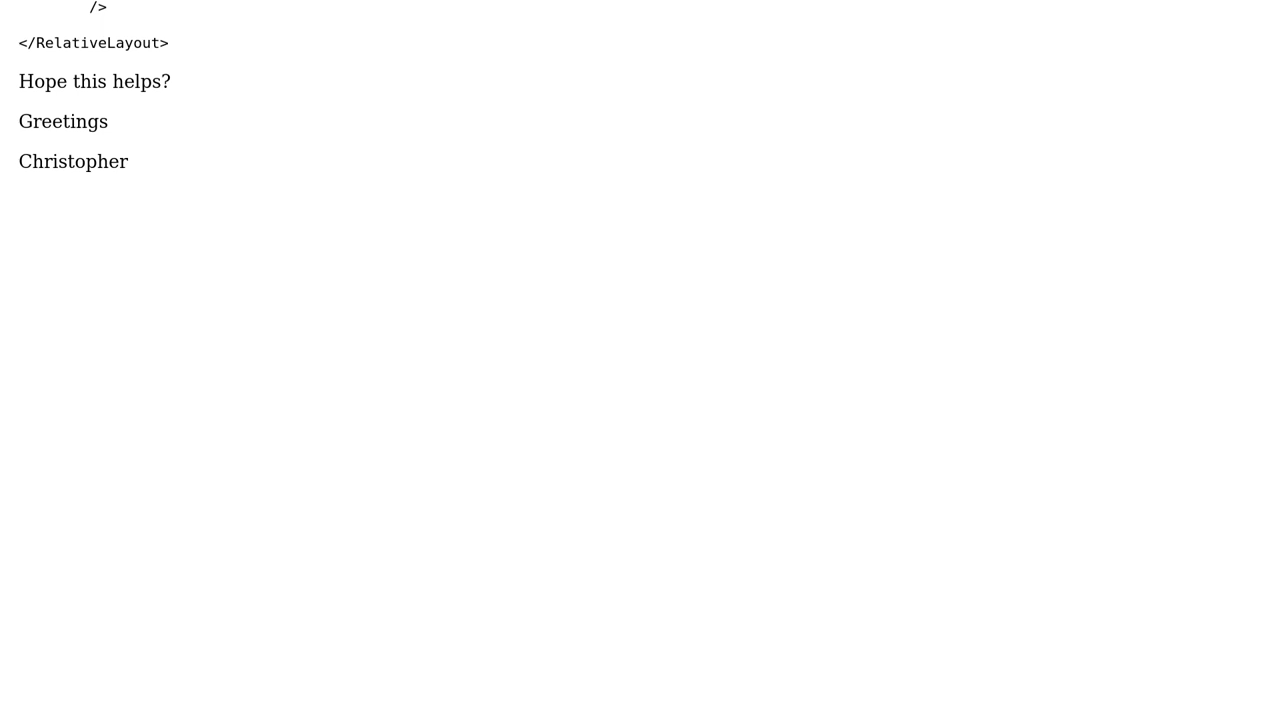 />
</RelativeLayout>
Hope this helps?
Greetings
Christopher